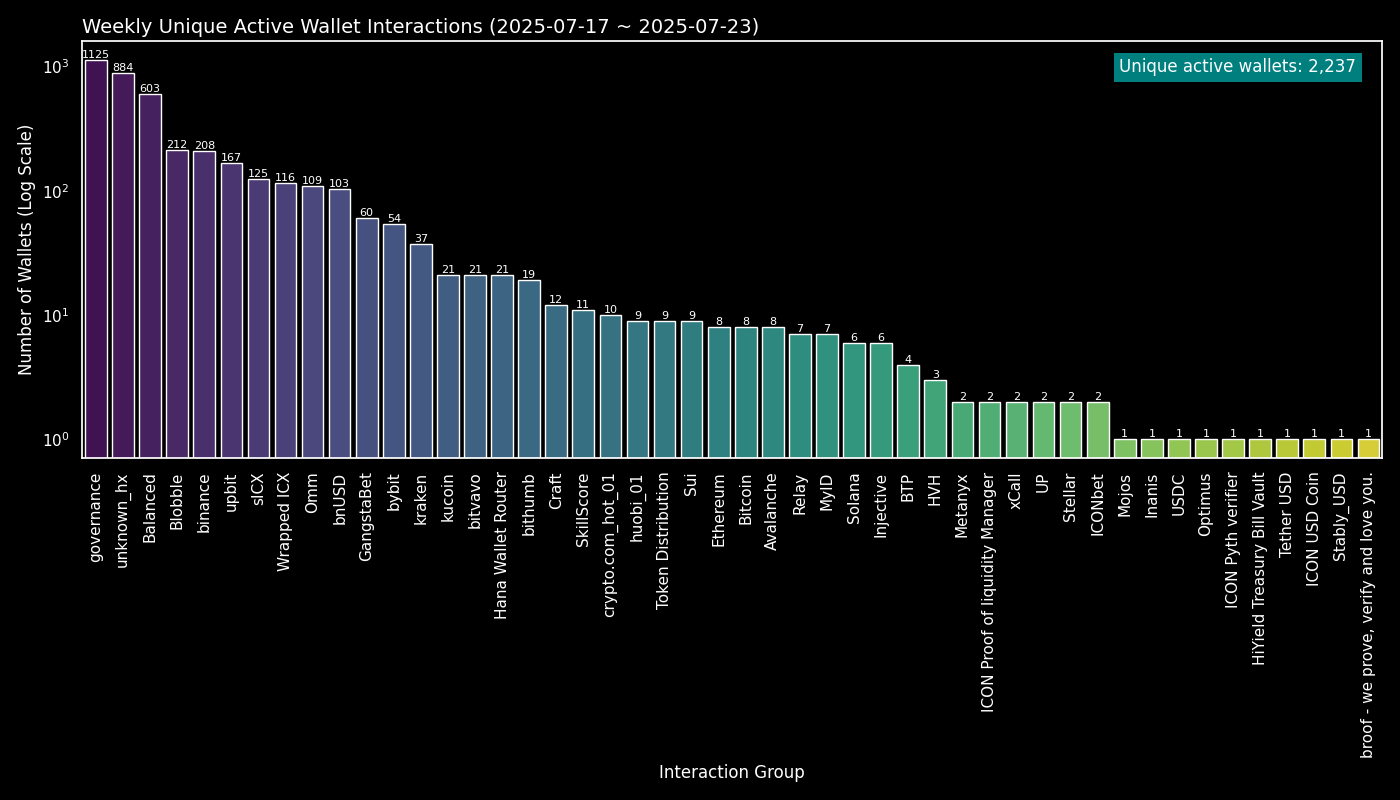 Weekly Unique Active Wallet Interactions (2025-07-17 ~ 2025-07-23)
Unique active wallets: 2,237
Number of Wallets (Log Scale)
10³
10²
10¹
10⁰
1125
884
603
212
208
167
125
116
109
103
60
54
37
21
21
21
19
12
11
10
9
9
9
8
8
8
7
7
6
6
4
3
2
2
2
2
2
2
1
1
1
1
1
1
1
1
1
1
governance
unknown_hx
Balanced
Blobble
binance
upbit
sICX
Wrapped ICX
Omm
bnUSD
GangstaBet
bybit
kraken
kucoin
bitvavo
Hana Wallet Router
bithumb
Craft
SkillScore
crypto.com_hot_01
huobi_01
Token Distribution
Sui
Ethereum
Bitcoin
Avalanche
Relay
MyID
Solana
Injective
BTP
HVH
Metanyx
ICON Proof of liquidity Manager
xCall
UP
Stellar
ICONbet
Mojos
Inanis
USDC
Optimus
ICON Pyth verifier
HiYield Treasury Bill Vault
Tether USD
ICON USD Coin
Stably_USD
broof - we prove, verify and love you.
Interaction Group